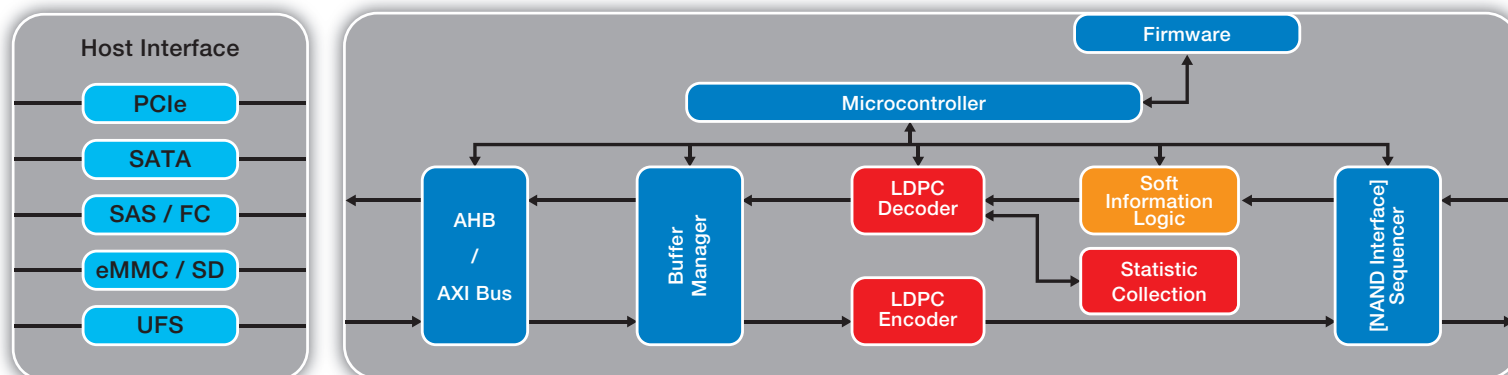 Host Interface
PCIe
SATA
SAS / FC
eMMC / SD
UFS
Firmware
Microcontroller
AHB
/
AXI Bus
Buffer
Manager
LDPC
Decoder
LDPC
Encoder
Soft
Information
Logic
Statistic
Collection
[NAND Interface]
Sequencer